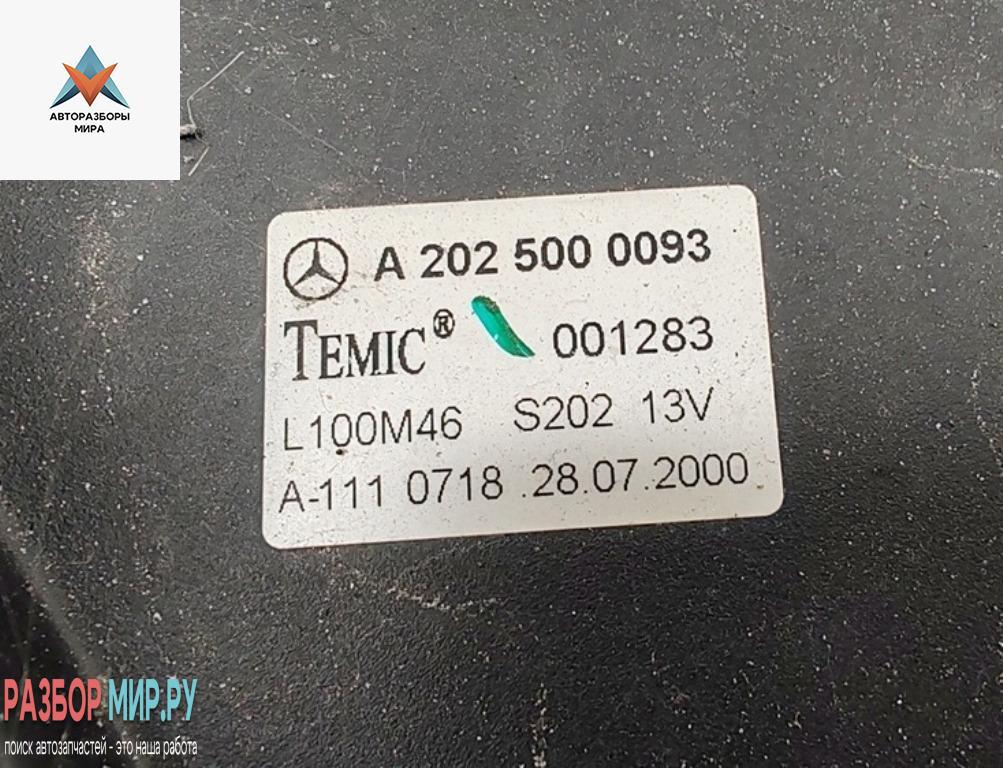 АВТОРАЗБОРЫ
МИРА
A 202 500 0093
TEMIC® 001283
L100M46 S202 13V
A-111 0718 .28.07.2000
РАЗБОР МИР.РУ
поиск автозапчастей - это наша работа